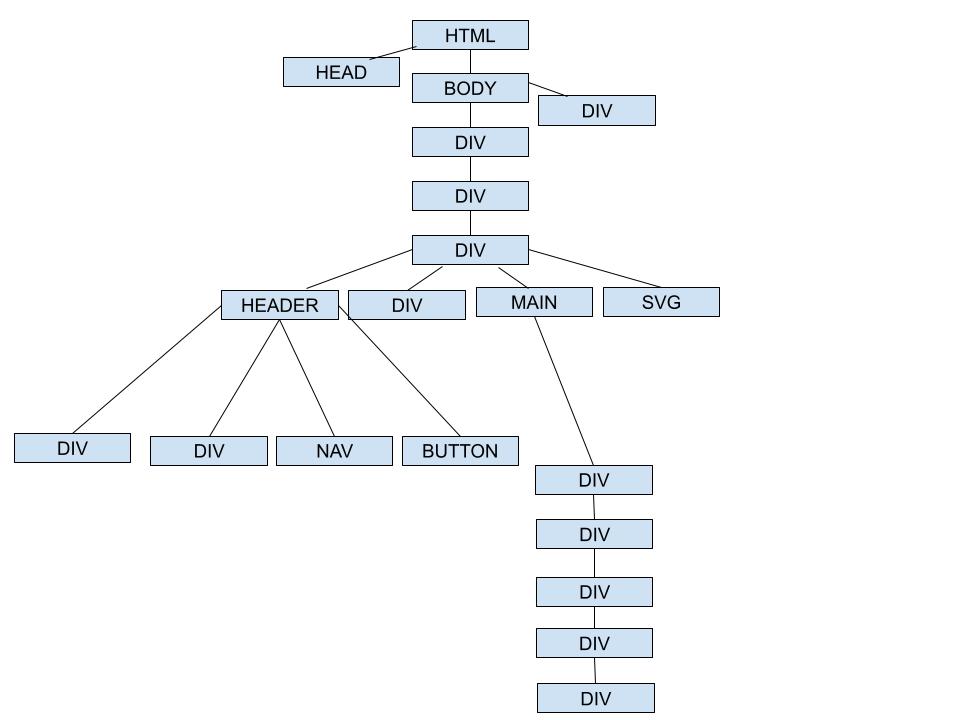 HTML
HEAD
BODY
DIV
DIV
DIV
DIV
HEADER
DIV
MAIN
SVG
DIV
DIV
NAV
BUTTON
DIV
DIV
DIV
DIV
DIV